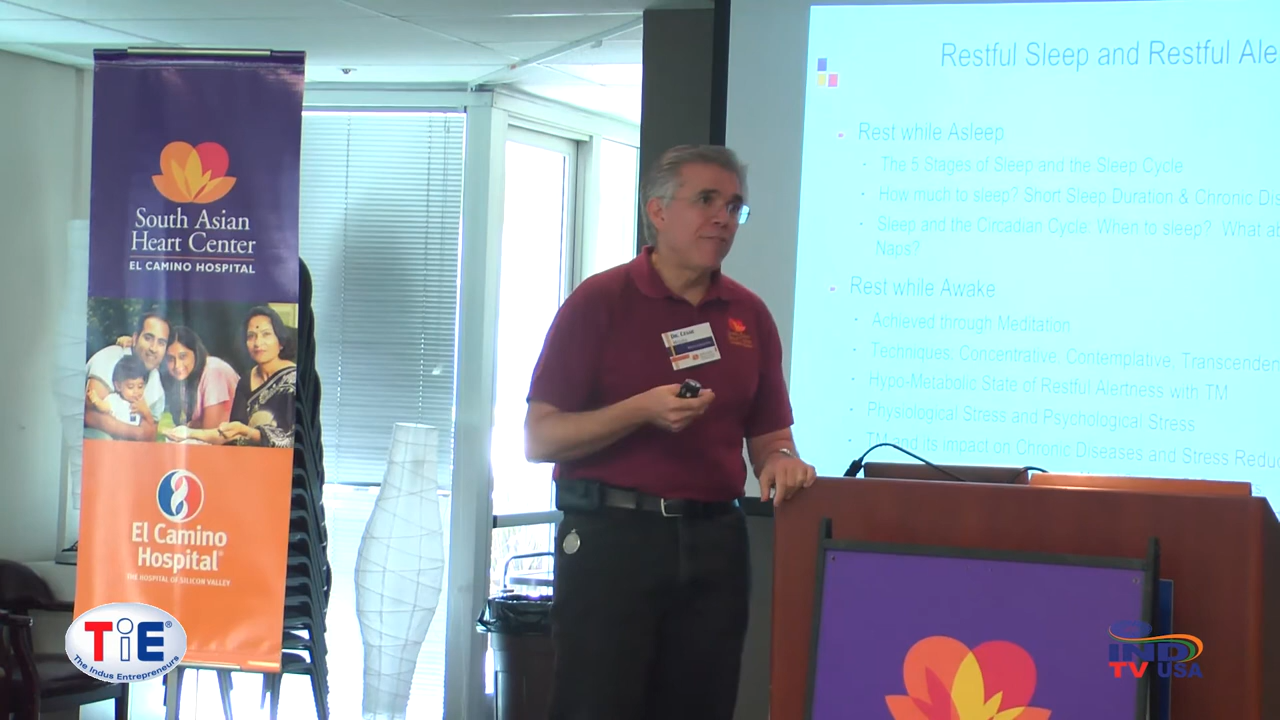 South Asian
Heart Center
EL CAMINO HOSPITAL
El Camino
Hospital®
THE HOSPITAL OF SILICON VALLEY
TiE®
The Indus Entrepreneurs
Dr. Cesar
Restful Sleep and Restful Ale
Rest while Asleep
The 5 Stages of Sleep and the Sleep Cycle
How much to sleep? Short Sleep Duration & Chronic Dis
Sleep and the Circadian Cycle: When to sleep? What ab
Naps?
Rest while Awake
Achieved through Meditation
Techniques: Concentrative, Contemplative, Transcenden
Hypo-Metabolic State of Restful Alertness with TM
Physiological Stress and Psychological Stress
TM and its impact on Chronic Diseases and Stress Reduc
IND
TV USA